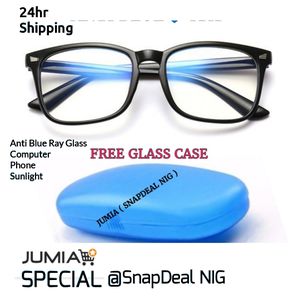 24hr
Shipping
Anti Blue Ray Glass
Computer
Phone
Sunlight
FREE GLASS CASE
JUMIA ( SNAPDEAL NIG )
JUMIA
SPECIAL @SnapDeal NIG